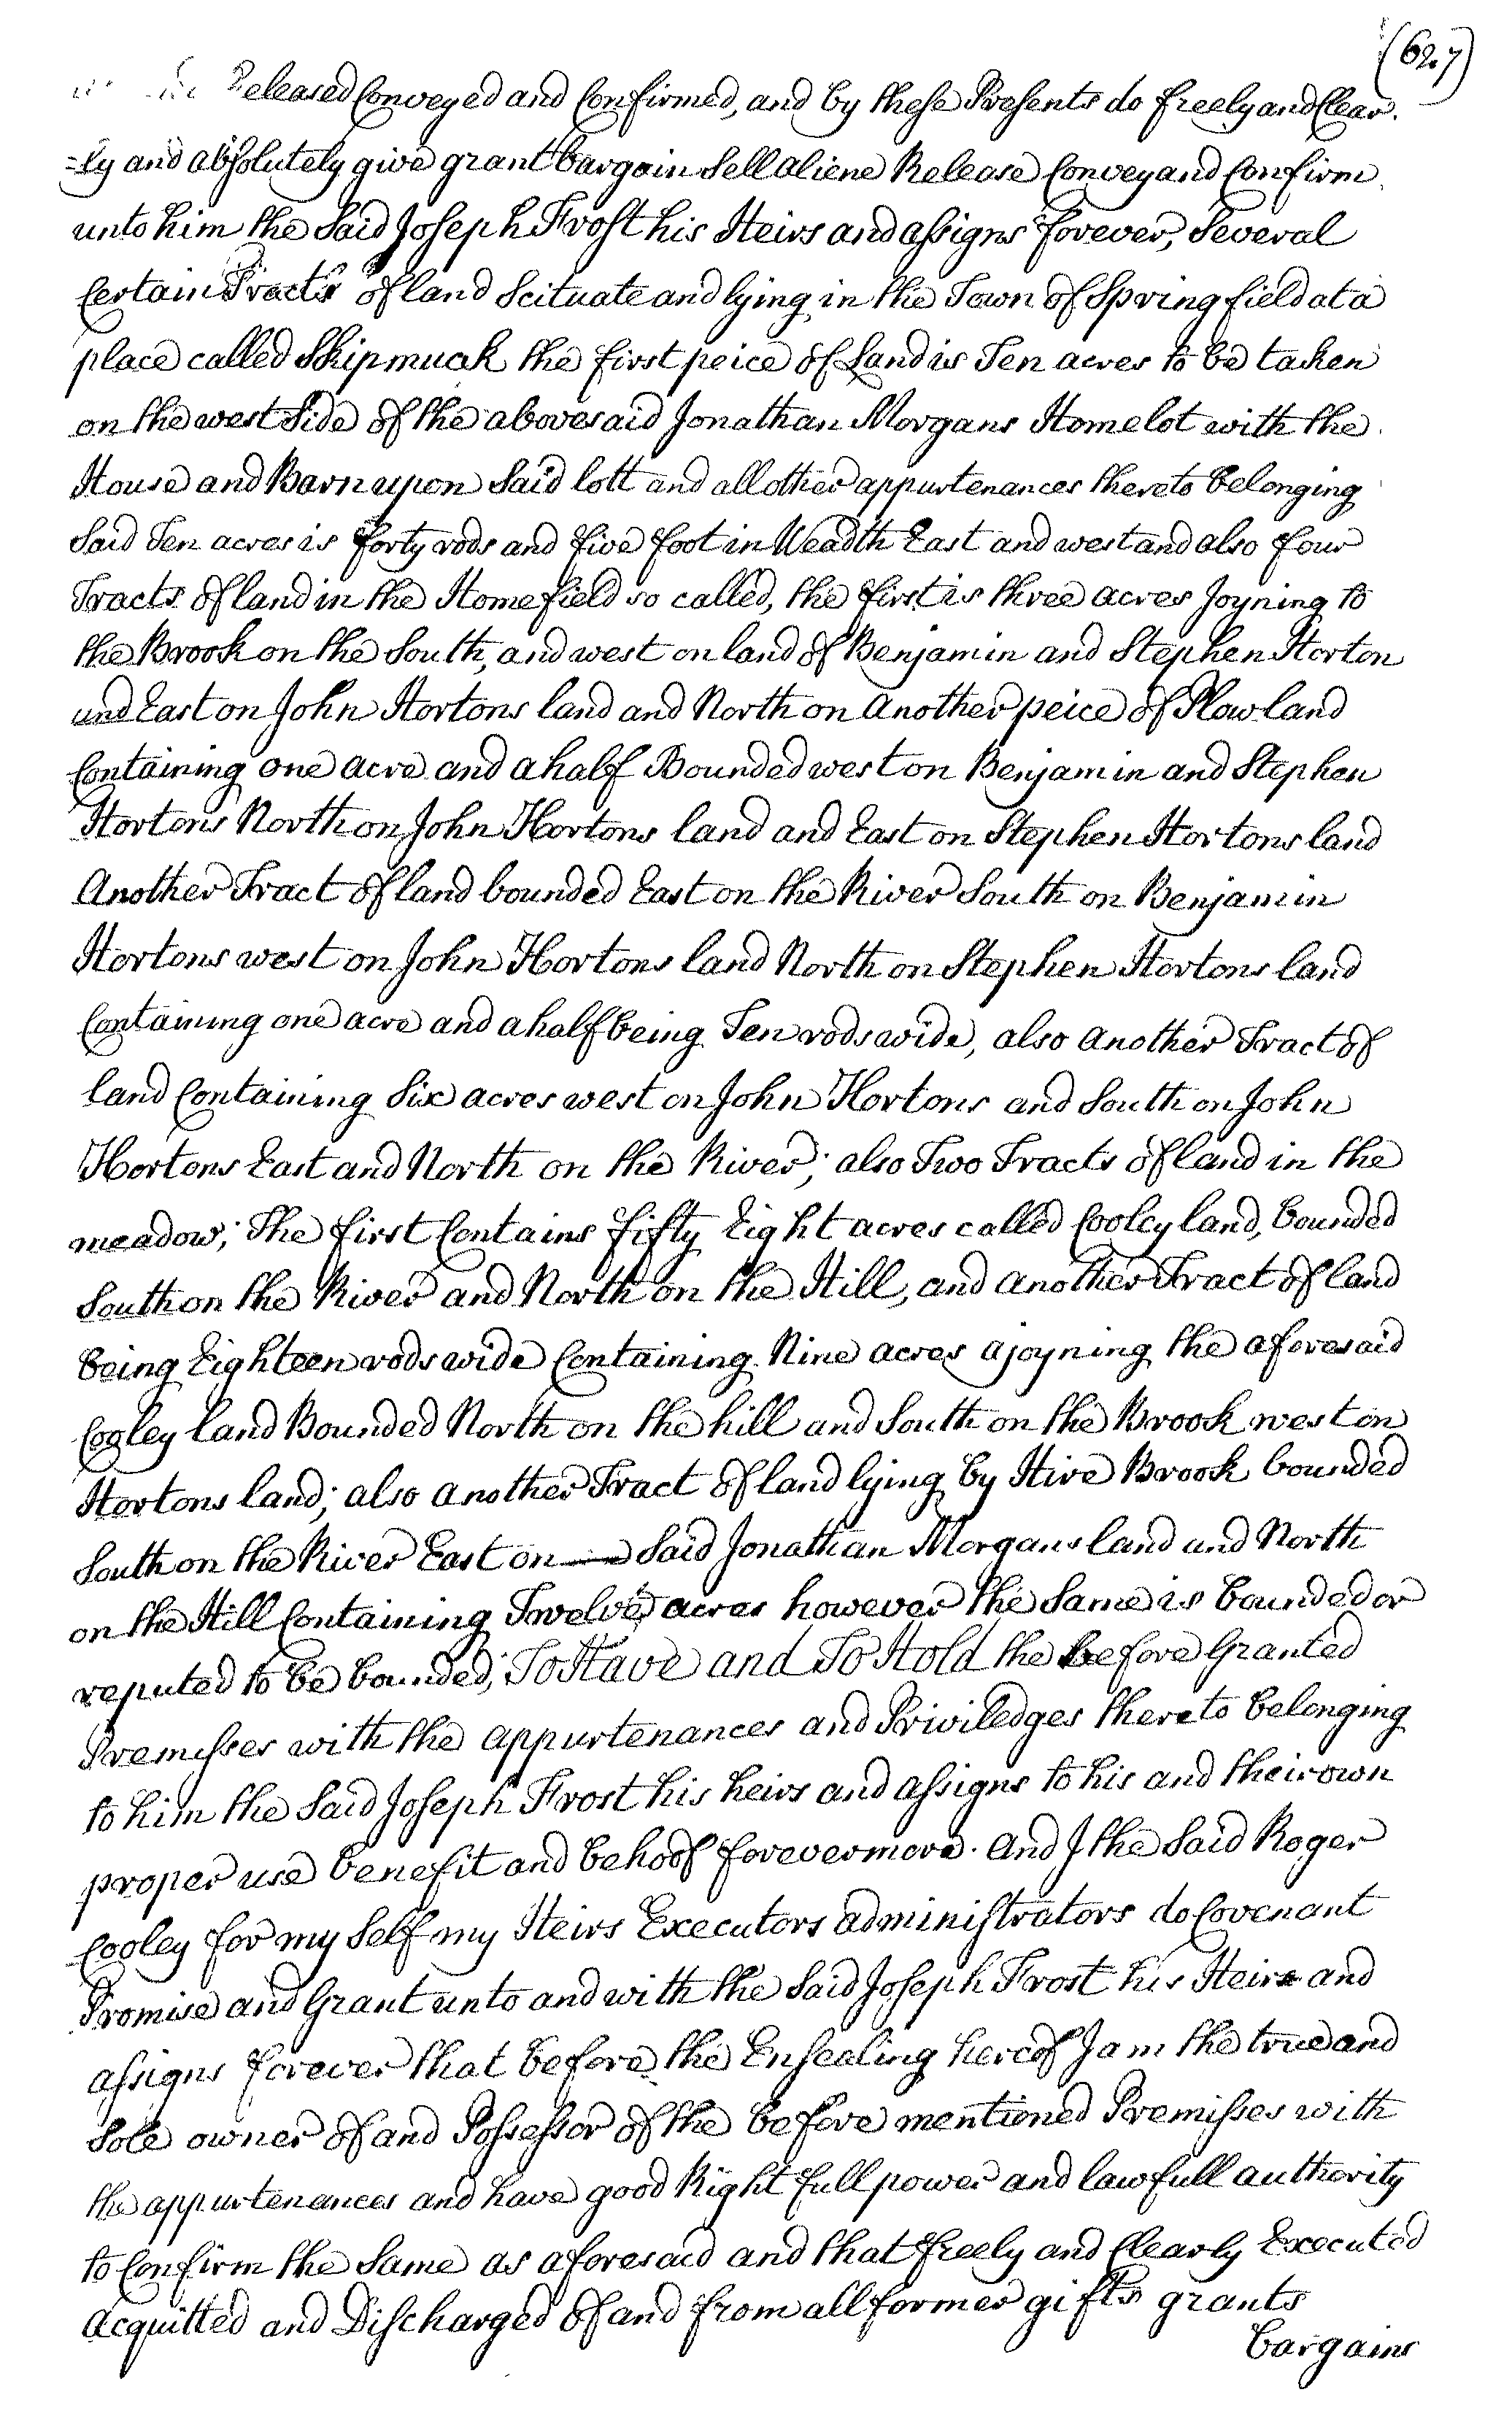 (627)
Released Conveyed and Confirmed, and by these Presents do freely and Clear-
=ly and absolutely give grant bargain Sell aliene Release Convey and Confirm
unto him the Said Joseph Frost his Heirs and assigns forever, Several
Certain Tracts of land Scituate and lying in the Town of Springfield at a
place called Skipmuck the first peice of Land is Ten acres to be taken
on the west Side of the abovesaid Jonathan Morgans Homelot with the
House and Barn upon Said lott and all other appurtenances thereto belonging
Said Ten acres is forty rods and five foot in Weadth East and west and also four
Tracts of land in the Homefield so called, the first is three acres Joyning to
the Brook on the South, and west on land of Benjamin and Stephen Horton
and East on John Hortons land and North on Another peice of Plowland
Containing one acre and a half Bounded west on Benjamin and Stephen
Hortons North on John Hortons land and East on Stephen Hortons land
Another Tract of land bounded East on the River South on Benjamin
Hortons west on John Hortons land North on Stephen Hortons land
Containing one acre and a half being Ten rods wide, also Another Tract of
land Containing Six acres west on John Hortons and South on John
Hortons East and North on the River; also Two Tracts of land in the
meadow; The first Contains fifty Eight acres called Cooley land, bounded
South on the River and North on the Hill, and another Tract of land
being Eighteen rods wide Containing Nine acres ajoyning the aforesaid
Cooley land Bounded North on the hill and South on the Brook west on
Hortons land; also another Tract of land lying by Hive Brook bounded
South on the River East on — Said Jonathan Morgans land and North
on the Hill Containing Twelve acres however the Same is bounded or
reputed to be bounded; To Have and To Hold the before Granted
Premisses with the appurtenances and Priviledges thereto belonging
to him the Said Joseph Frost his heirs and assigns to his and their own
proper use benefit and behoof forevermore. And I the Said Roger
Cooley for my Self my Heirs Executors administrators do Covenant
Promise and Grant unto and with the Said Joseph Frost his Heirs and
assigns forever that before the Ensealing hereof I am the true and
Sole owner of and Possessor of the before mentioned Premisses with
the appurtenances and have good Right full power and lawfull authority
to Confirm the Same as aforesaid and that freely and Clearly Executed
Acquitted and Discharged of and from all former gifts grants
bargains